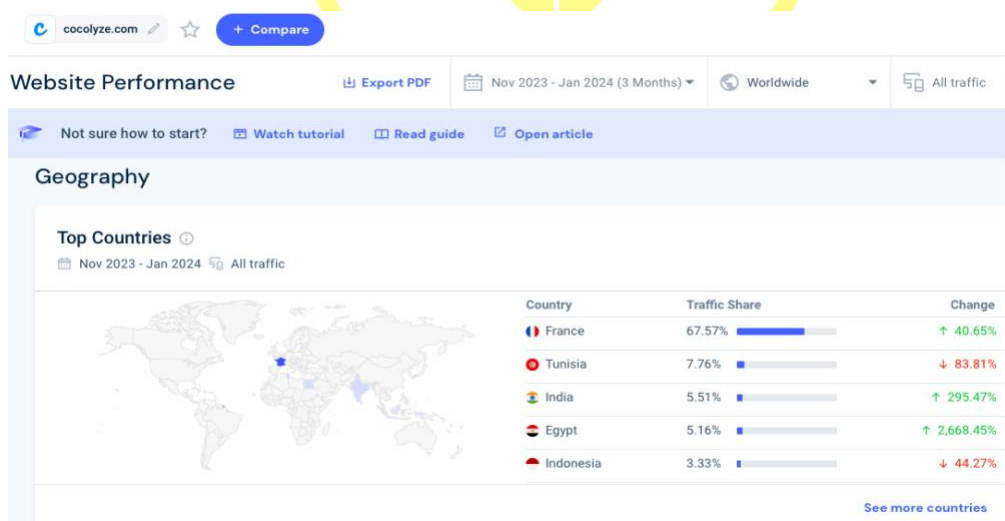 cocolyze.com
+ Compare
Website Performance
Export PDF
Nov 2023 - Jan 2024 (3 Months)
Worldwide
All traffic
Not sure how to start?
Watch tutorial
Read guide
Open article
Geography
Top Countries
Nov 2023 - Jan 2024 All traffic
Country Traffic Share Change
France 67.57% ↑ 40.65%
Tunisia 7.76% ↓ 83.81%
India 5.51% ↑ 295.47%
Egypt 5.16% ↑ 2,668.45%
Indonesia 3.33% ↓ 44.27%
See more countries